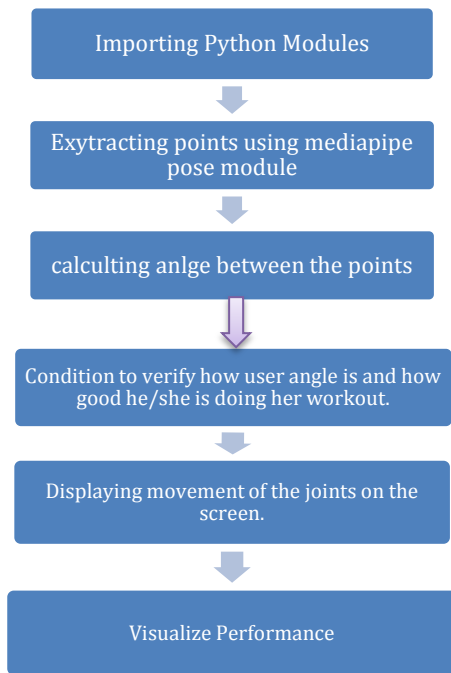 Importing Python Modules
Exytracting points using mediapipe
pose module
calculting anlge between the points
Condition to verify how user angle is and how
good he/she is doing her workout.
Displaying movement of the joints on the
screen.
Visualize Performance